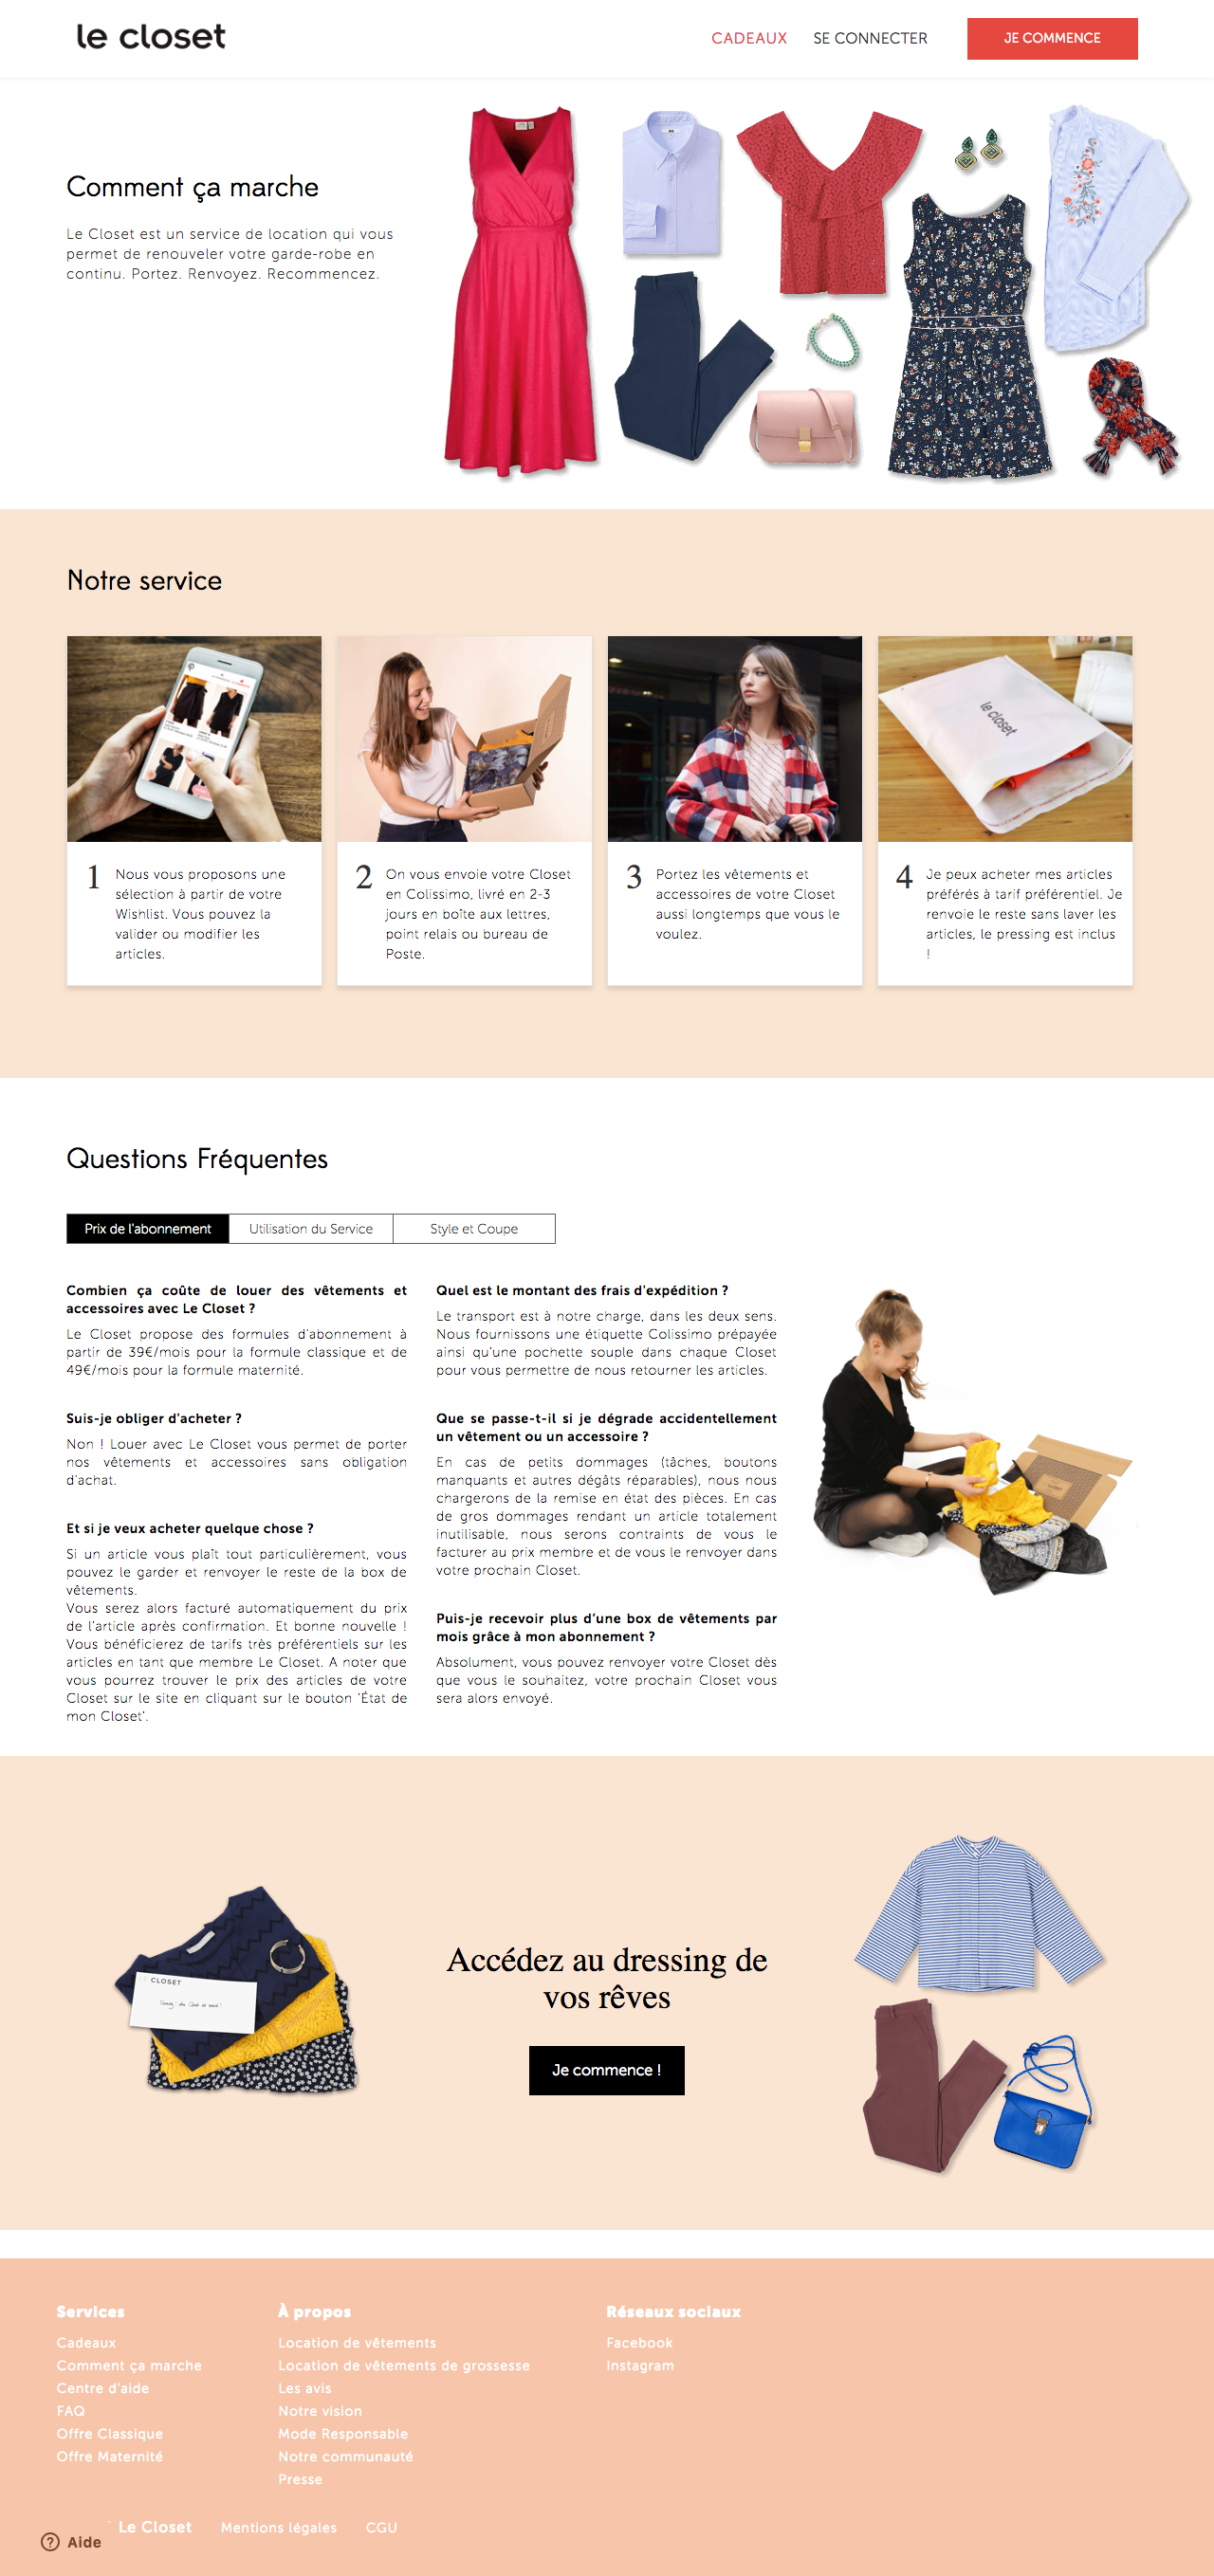 le closet
CADEAUX
SE CONNECTER
JE COMMENCE
Comment ça marche
Le Closet est un service de location qui vous
permet de renouveler votre garde-robe en
continu. Portez. Renvoyez. Recommencez.
Notre service
le closet
1
Nous vous proposons une
sélection à partir de votre
Wishlist. Vous pouvez la
valider ou modifier les
articles.
2
On vous envoie votre Closet
en Colissimo, livré en 2-3
jours en boîte aux lettres,
point relais ou bureau de
Poste.
3
Portez les vêtements et
accessoires de votre Closet
aussi longtemps que vous le
voulez.
4
Je peux acheter mes articles
préférés à tarif préférentiel. Je
renvoie le reste sans laver les
articles, le pressing est inclus
!
Questions Fréquentes
Prix de l'abonnement
Utilisation du Service
Style et Coupe
Combien ça coûte de louer des vêtements et
accessoires avec Le Closet ?
Le Closet propose des formules d'abonnement à
partir de 39€/mois pour la formule classique et de
49€/mois pour la formule maternité.
Suis-je obliger d'acheter ?
Non ! Louer avec Le Closet vous permet de porter
nos vêtements et accessoires sans obligation
d'achat.
Et si je veux acheter quelque chose ?
Si un article vous plaît tout particulièrement, vous
pouvez le garder et renvoyer le reste de la box de
vêtements.
Vous serez alors facturé automatiquement du prix
de l'article après confirmation. Et bonne nouvelle !
Vous bénéficierez de tarifs très préférentiels sur les
articles en tant que membre Le Closet. A noter que
vous pourrez trouver le prix des articles de votre
Closet sur le site en cliquant sur le bouton 'État de
mon Closet'.
Quel est le montant des frais d'expédition ?
Le transport est à notre charge, dans les deux sens.
Nous fournissons une étiquette Colissimo prépayée
ainsi qu'une pochette souple dans chaque Closet
pour vous permettre de nous retourner les articles.
Que se passe-t-il si je dégrade accidentellement
un vêtement ou un accessoire ?
En cas de petits dommages (tâches, boutons
manquants et autres dégâts réparables), nous nous
chargerons de la remise en état des pièces. En cas
de gros dommages rendant un article totalement
inutilisable, nous serons contraints de vous le
facturer au prix membre et de vous le renvoyer dans
votre prochain Closet.
Puis-je recevoir plus d'une box de vêtements par
mois grâce à mon abonnement ?
Absolument, vous pouvez renvoyer votre Closet dès
que vous le souhaitez, votre prochain Closet vous
sera alors envoyé.
LE CLOSET
Accédez au dressing de
vos rêves
Je commence !
Services
Cadeaux
Comment ça marche
Centre d'aide
FAQ
Offre Classique
Offre Maternité
À propos
Location de vêtements
Location de vêtements de grossesse
Les avis
Notre vision
Mode Responsable
Notre communauté
Presse
Réseaux sociaux
Facebook
Instagram
Le Closet
Mentions légales
CGU
Aide